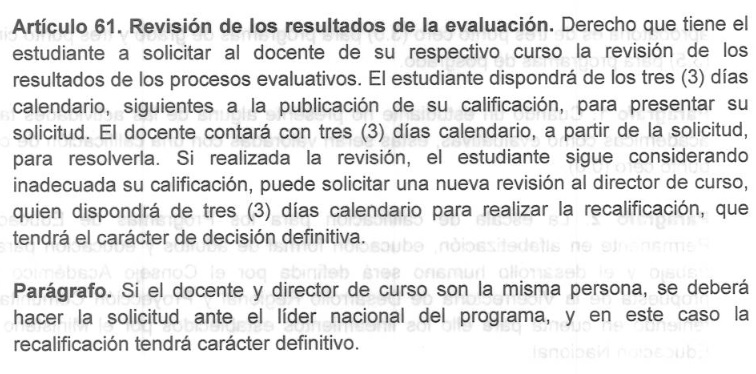 Artículo 61. Revisión de los resultados de la evaluación. Derecho que tiene el
estudiante a solicitar al docente de su respectivo curso la revisión de los
resultados de los procesos evaluativos. El estudiante dispondrá de los tres (3) días
calendario, siguientes a la publicación de su calificación, para presentar su
solicitud. El docente contará con tres (3) días calendario, a partir de la solicitud,
para resolverla. Si realizada la revisión, el estudiante sigue considerando
inadecuada su calificación, puede solicitar una nueva revisión al director de curso,
quien dispondrá de tres (3) días calendario para realizar la recalificación, que
tendrá el carácter de decisión definitiva.
Parágrafo. Si el docente y director de curso son la misma persona, se deberá
hacer la solicitud ante el líder nacional del programa, y en este caso la
recalificación tendrá carácter definitivo.